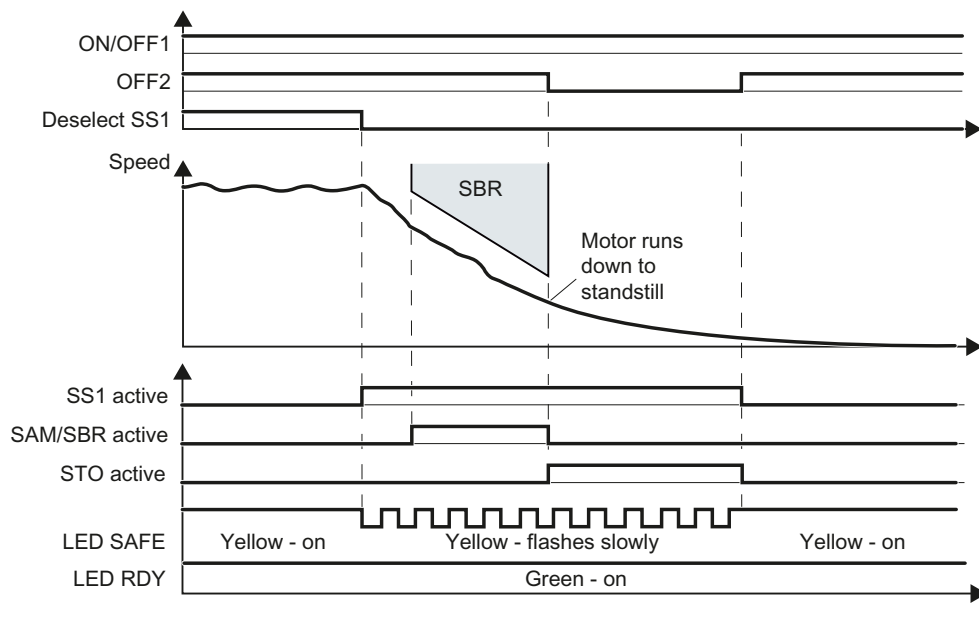 ON/OFF1
OFF2
Deselect SS1
Speed
SBR
Motor runs
down to
standstill
SS1 active
SAM/SBR active
STO active
LED SAFE
Yellow - on
Yellow - flashes slowly
Yellow - on
LED RDY
Green - on